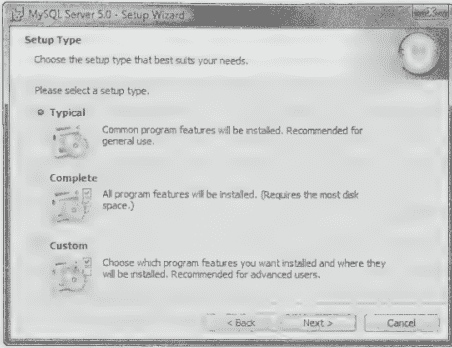 MySQL Server 5.0 - Setup Wizard
Setup Type
Choose the setup type that best suits your needs.
Please select a setup type.
Typical
Common program features will be installed. Recommended for
general use.
Complete
All program features will be installed. (Requires the most disk
space.)
Custom
Choose which program features you want installed and where they
will be installed. Recommended for advanced users.
< Back
Next >
Cancel